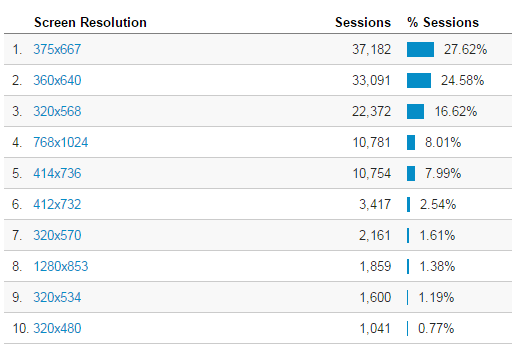 Screen Resolution Sessions % Sessions
1. 375x667 37,182 27.62%
2. 360x640 33,091 24.58%
3. 320x568 22,372 16.62%
4. 768x1024 10,781 8.01%
5. 414x736 10,754 7.99%
6. 412x732 3,417 2.54%
7. 320x570 2,161 1.61%
8. 1280x853 1,859 1.38%
9. 320x534 1,600 1.19%
10. 320x480 1,041 0.77%